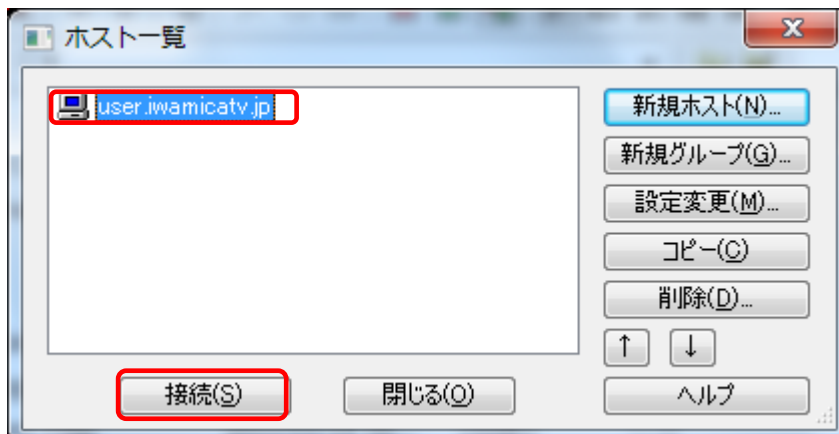 ホスト一覧
user.iwamicatv.jp
新規ホスト(N)...
新規グループ(G)...
設定変更(M)...
コピー(C)
削除(D)...
↑ ↓
接続(S) 閉じる(O) ヘルプ